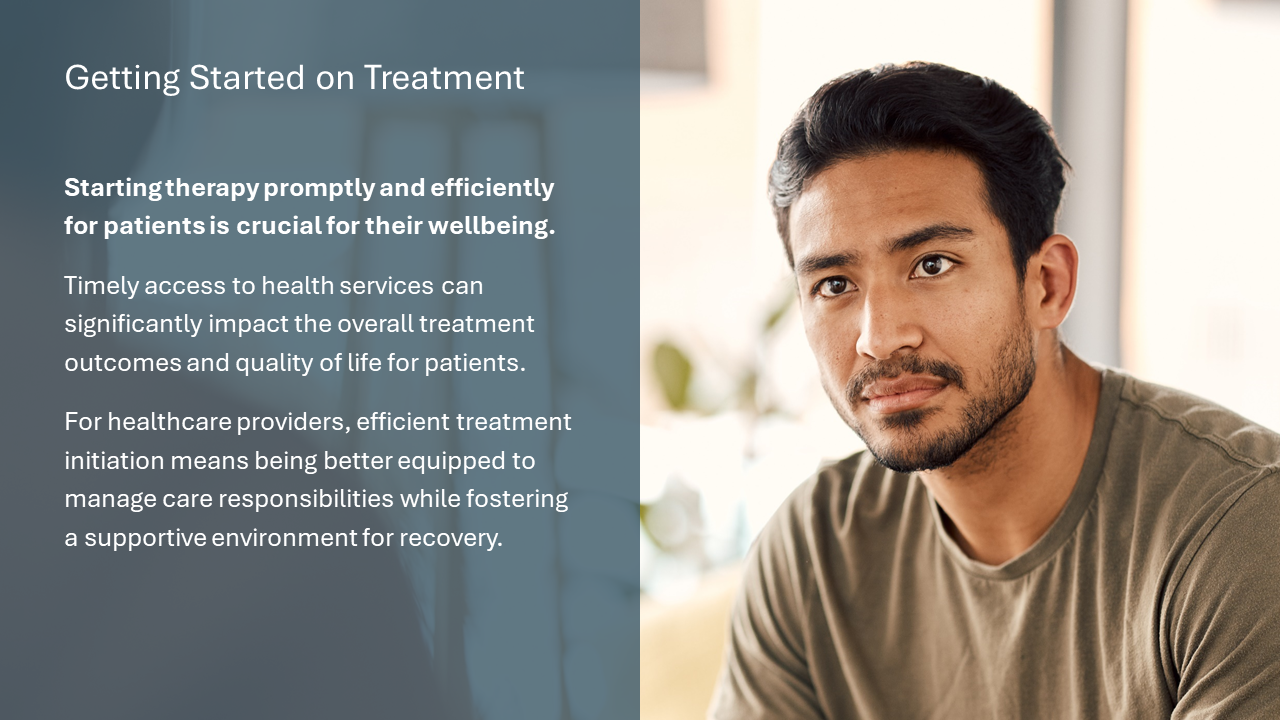 Getting Started on Treatment
Starting therapy promptly and efficiently
for patients is crucial for their wellbeing.
Timely access to health services can
significantly impact the overall treatment
outcomes and quality of life for patients.
For healthcare providers, efficient treatment
initiation means being better equipped to
manage care responsibilities while fostering
a supportive environment for recovery.